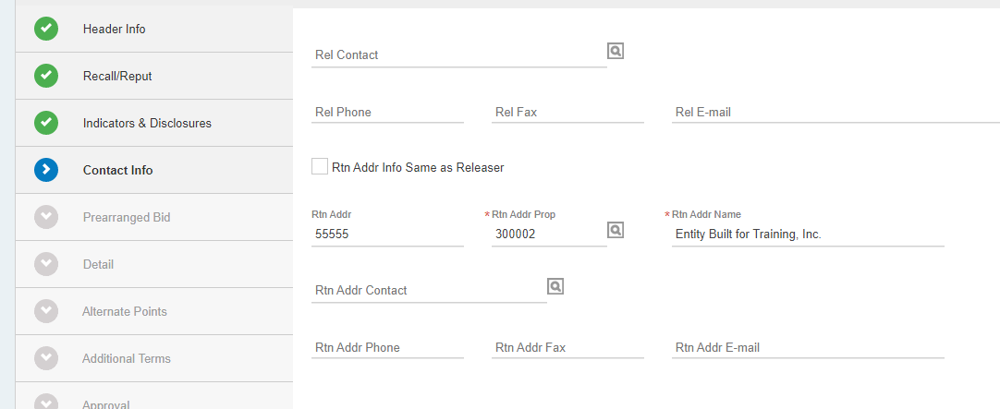 Header Info
Recall/Reput
Indicators & Disclosures
Contact Info
Prearranged Bid
Detail
Alternate Points
Additional Terms
Approval
Rel Contact
Rel Phone Rel Fax Rel E-mail
Rtn Addr Info Same as Releaser
Rtn Addr * Rtn Addr Prop * Rtn Addr Name
55555 300002 Entity Built for Training, Inc.
Rtn Addr Contact
Rtn Addr Phone Rtn Addr Fax Rtn Addr E-mail